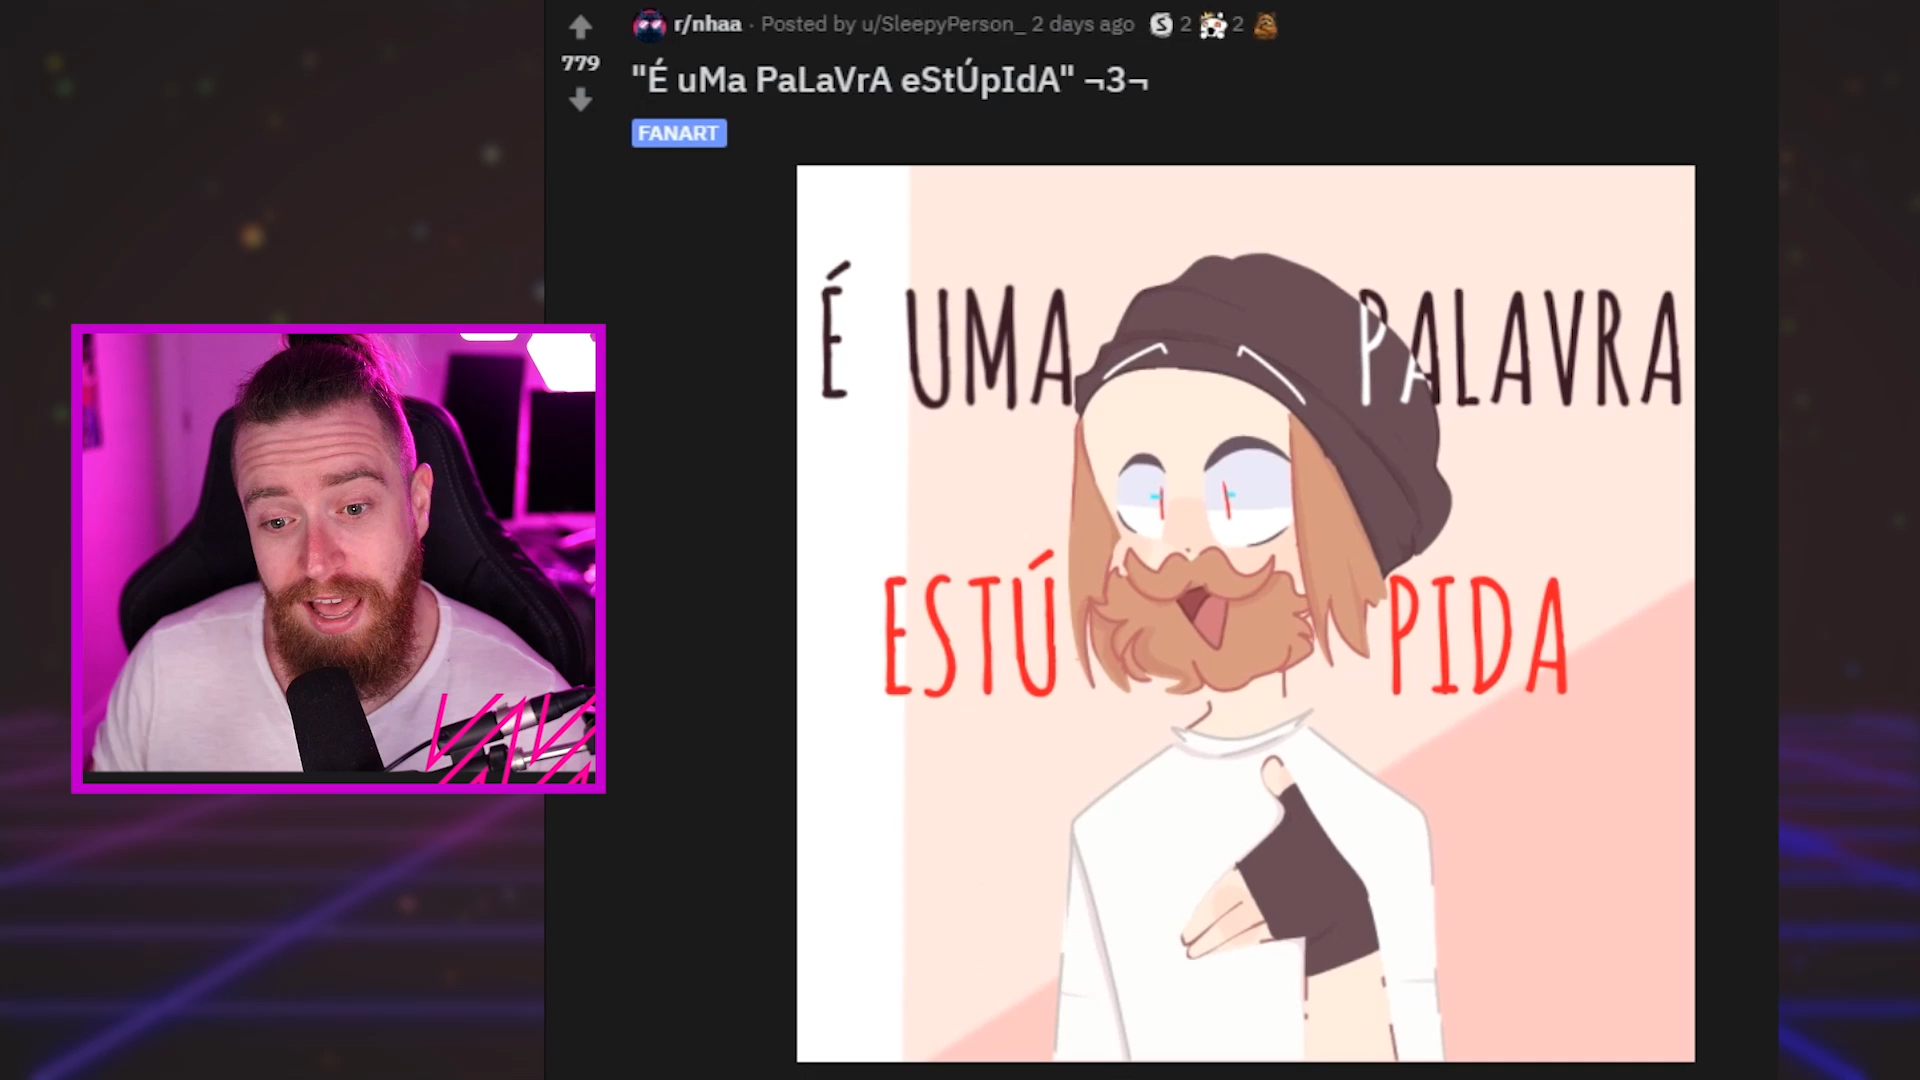 r/nhaa · Posted by u/SleepyPerson_ 2 days ago S 2 2
779
"É uMa PaLaVrA eStÚpIdA" ¬3¬
FANART
É UMA PALAVRA
ESTÚPIDA